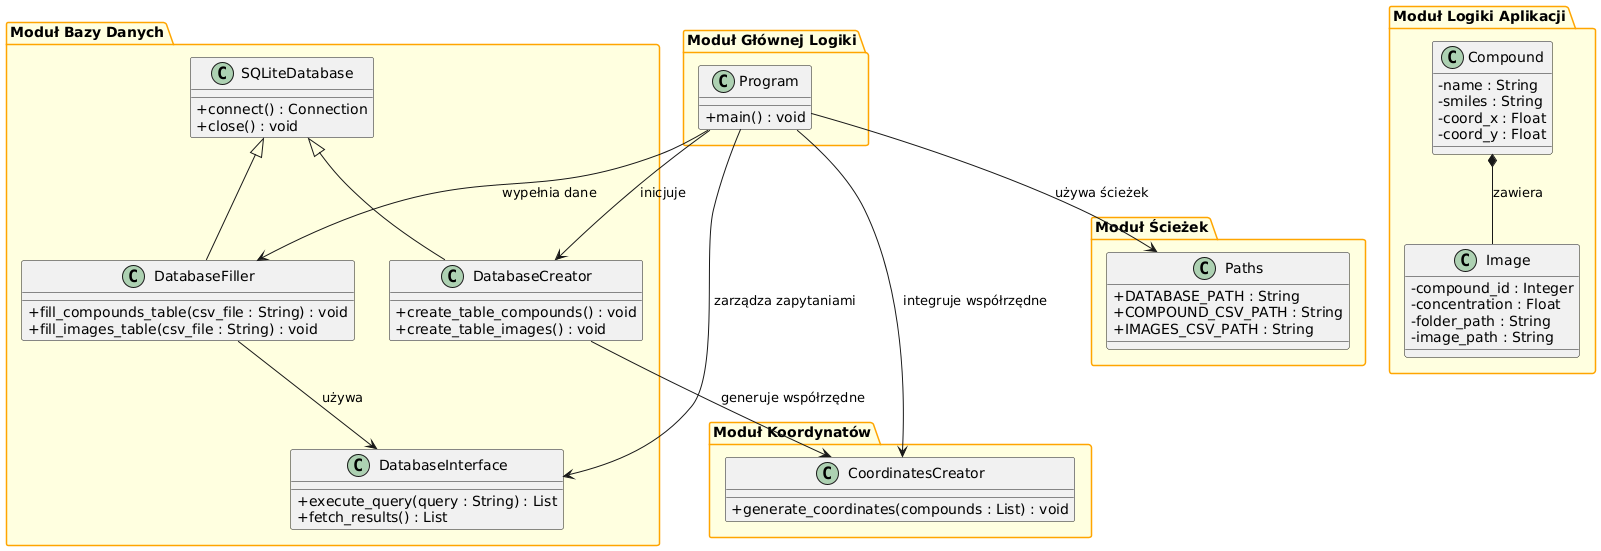 Moduł Bazy Danych
C SQLiteDatabase
+connect() : Connection
+close() : void
wypełnia dane
inicjuje
C DatabaseFiller
+fill_compounds_table(csv_file : String) : void
+fill_images_table(csv_file : String) : void
C DatabaseCreator
+create_table_compounds() : void
+create_table_images() : void
używa
C DatabaseInterface
+execute_query(query : String) : List
+fetch_results() : List
Moduł Głównej Logiki
C Program
+main() : void
zarządza zapytaniami
integruje współrzędne
używa ścieżek
generuje współrzędne
Moduł Koordynatów
C CoordinatesCreator
+generate_coordinates(compounds : List) : void
Moduł Ścieżek
C Paths
+DATABASE_PATH : String
+COMPOUND_CSV_PATH : String
+IMAGES_CSV_PATH : String
Moduł Logiki Aplikacji
C Compound
-name : String
-smiles : String
-coord_x : Float
-coord_y : Float
zawiera
C Image
-compound_id : Integer
-concentration : Float
-folder_path : String
-image_path : String